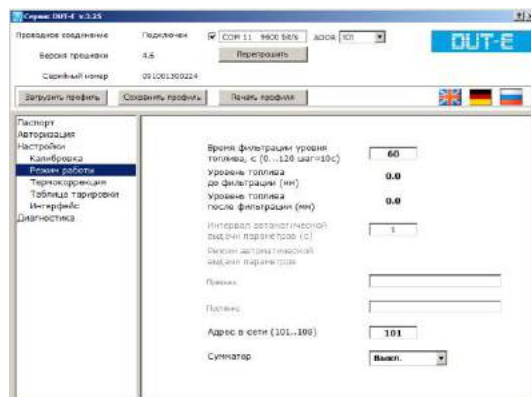 Сервис DUT-E v.3.25
Проводное соединение Подключен COM 11 9600 bit/s ADDR 101
DUT-E
Версия прошивки 4.6 Перепрошить
Серийный номер 051001300224
Загрузить профиль Сохранить профиль Печать профиля
Паспорт
Авторизация
Настройки
Калибровка
Режим работы
Термокоррекция
Таблица тарировки
Интерфейс
Диагностика
Время фильтрации уровня
топлива, с (0...120 шаг=10с) 60
Уровень топлива
до фильтрации (мм) 0.0
Уровень топлива
после фильтрации (мм) 0.0
Интервал автоматической
выдачи параметров (с) 1
Режим автоматической
выдачи параметров
Префикс
Постфикс
Адрес в сети (101..108) 101
Сумматор Выкл.